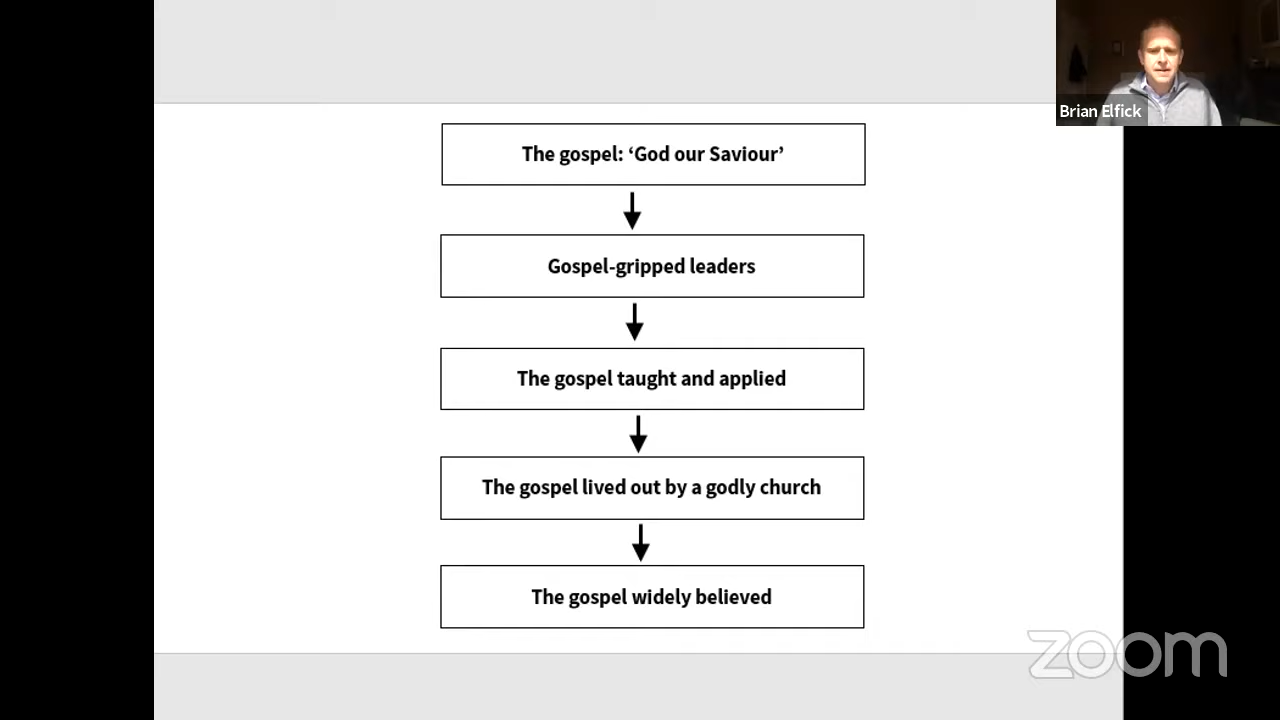 The gospel: ‘God our Saviour’
Brian Elfick
Gospel-gripped leaders
The gospel taught and applied
The gospel lived out by a godly church
The gospel widely believed
zoom